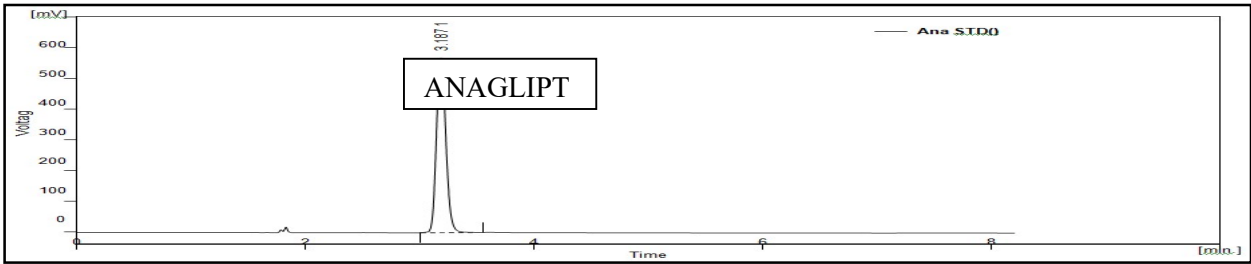 [mV]
Ana STD()
3.187 1
600
500
ANAGLIPT
400
Voltag
300
200
100
0
0 2 4 6 8
Time
[min.]